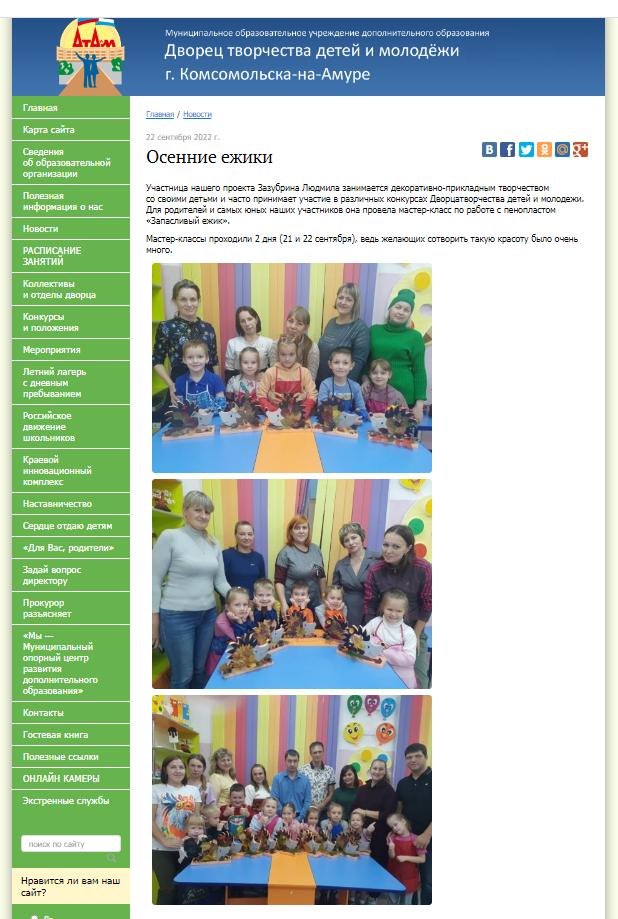 Муниципальное образовательное учреждение дополнительного образования
Дворец творчества детей и молодёжи
г. Комсомольска-на-Амуре
Главная
Карта сайта
Сведения
об образовательной
организации
Полезная
информация о нас
Новости
РАСПИСАНИЕ
ЗАНЯТИЙ
Коллективы
и отделы дворца
Конкурсы
и положения
Мероприятия
Летний лагерь
с дневным
пребыванием
Российское
движение
школьников
Краевой
инновационный
комплекс
Наставничество
Сердце отдаю детям
«Для Вас, родители»
Задай вопрос
директору
Прокурор
разъясняет
«Мы —
Муниципальный
опорный центр
развития
дополнительного
образования»
Контакты
Гостевая книга
Полезные ссылки
ОНЛАЙН КАМЕРЫ
Экстренные службы
поиск по сайту
Нравится ли вам наш
сайт?
Главная / Новости
22 сентября 2022 г.
Осенние ежики
Участница нашего проекта Зазубрина Людмила занимается декоративно-прикладным творчеством
со своими детьми и часто принимает участие в различных конкурсах Дворцатворчества детей и молодежи.
Для родителей и самых юных наших участников она провела мастер-класс по работе с пенопластом
«Запасливый ежик».
Мастер-классы проходили 2 дня (21 и 22 сентября), ведь желающих сотворить такую красоту было очень
много.